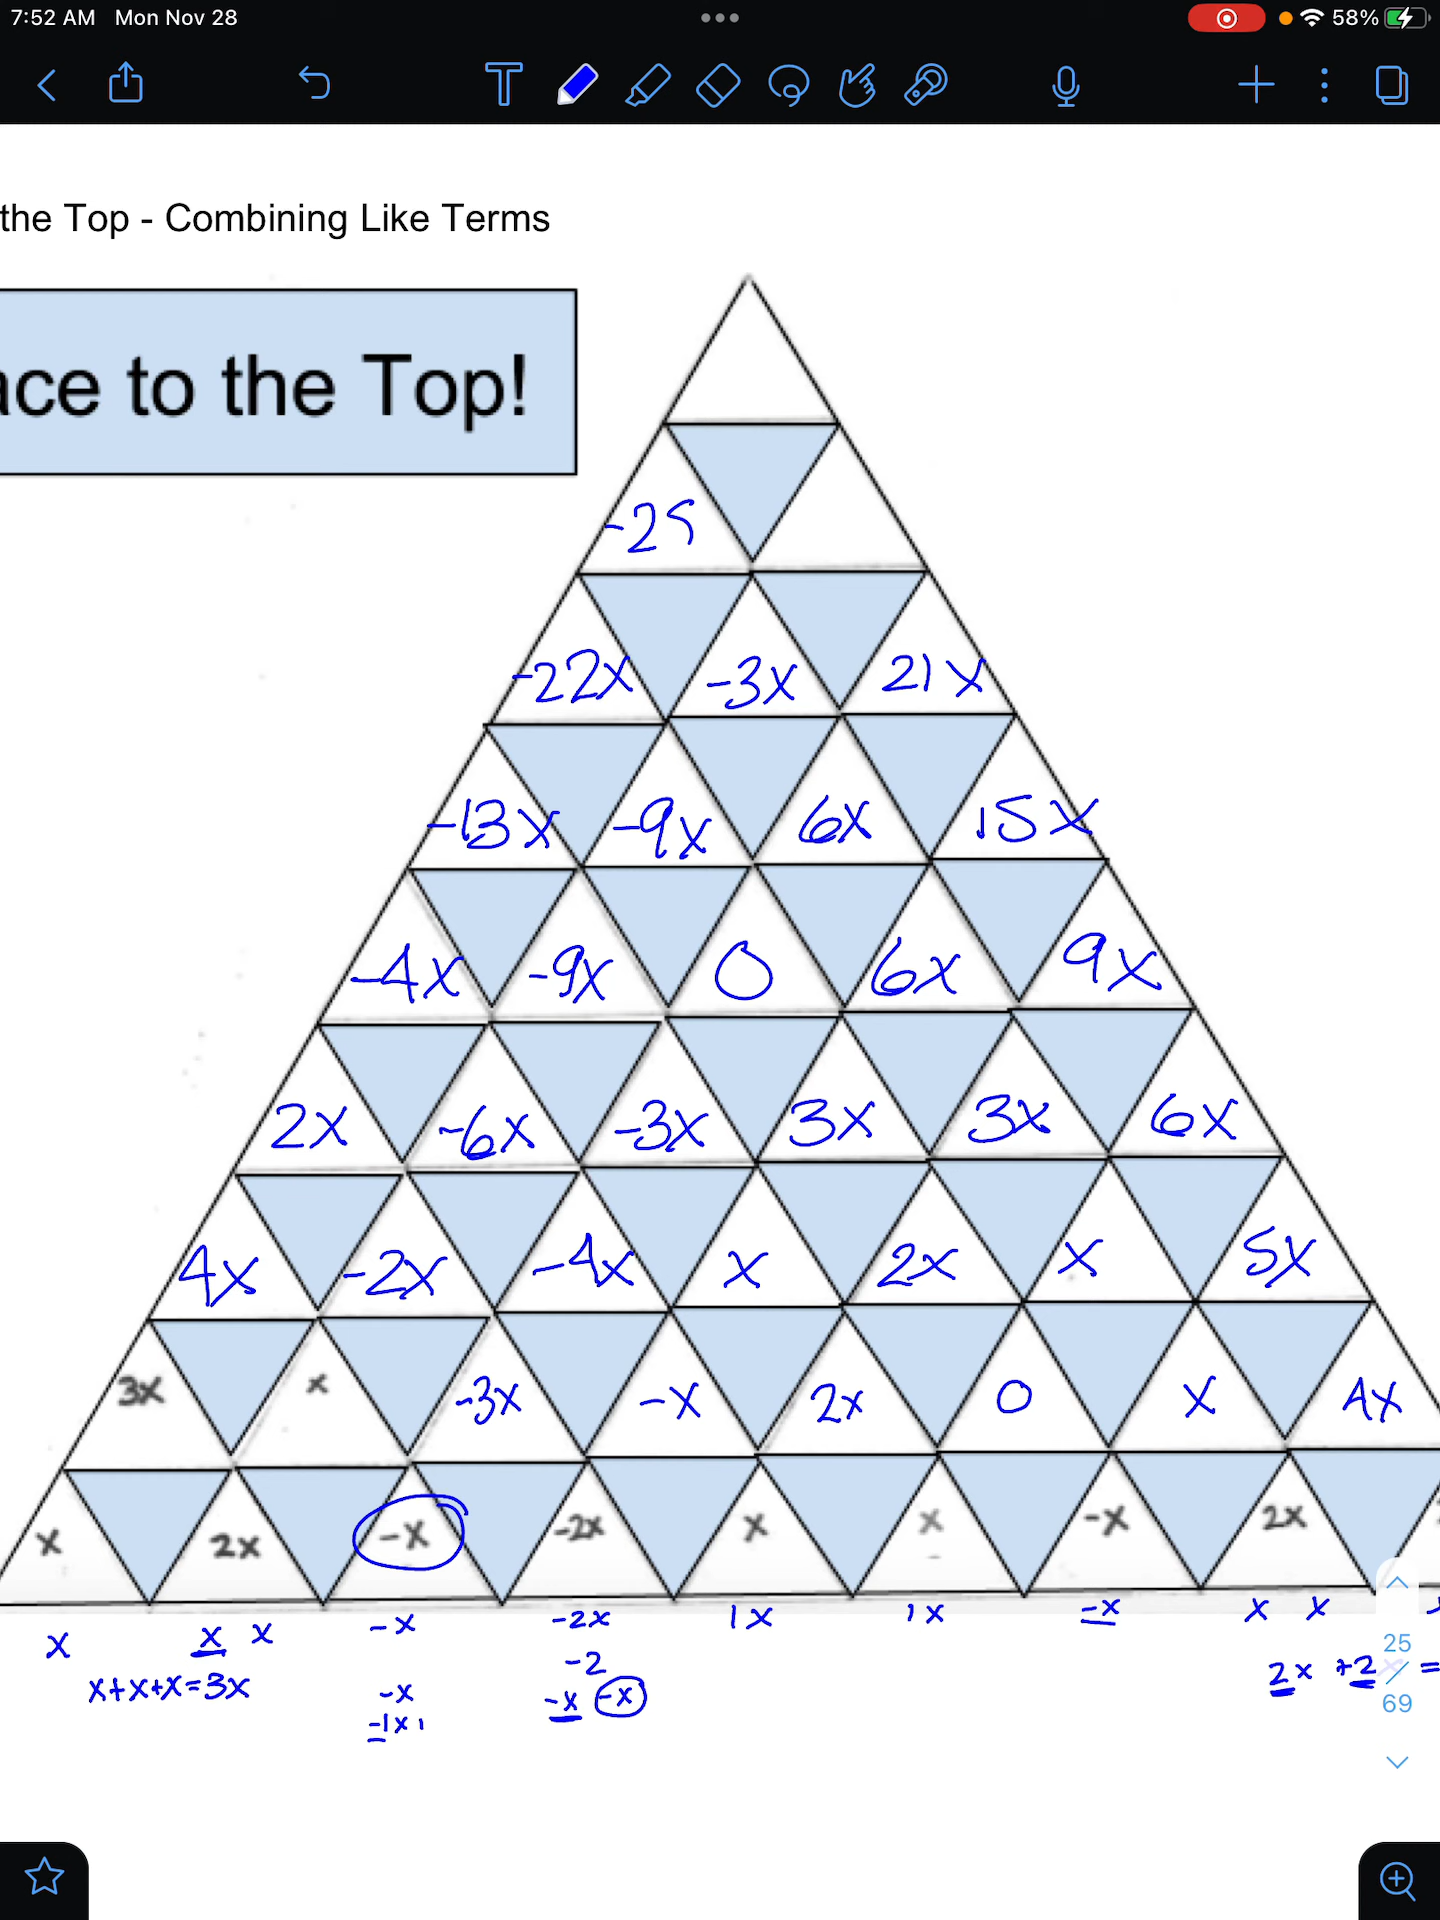 7:52 AM Mon Nov 28 58%
the Top - Combining Like Terms
ace to the Top!
-22x -3x 21x
-13x -9x 6x 15x
-4x -9x 0 6x 9x
2x -6x -3x 3x 3x 6x
4x -2x -4x x 2x x 5x
3x x -3x -x 2x 0 x 4x
x 2x -x -2x x x -x 2x
x x x -x -2x 1x 1x -x x x
x+x+x=3x -x -2 2x +2 =
-1x -x -x
25
69